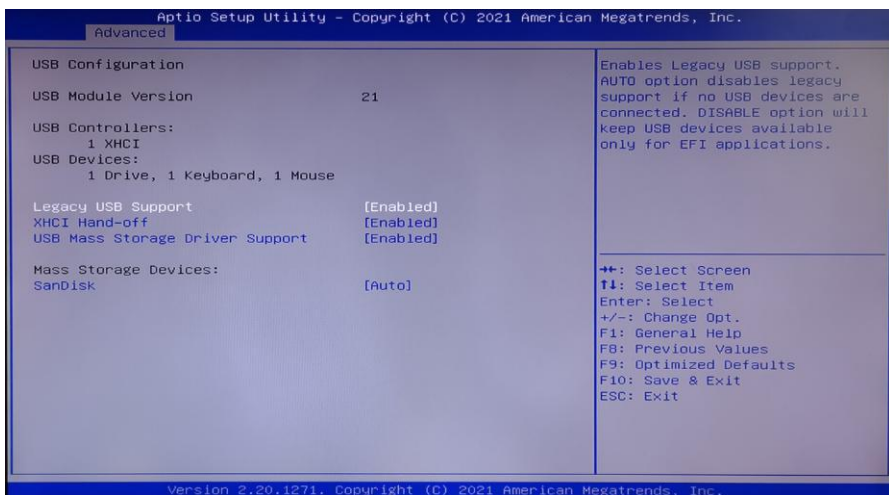 Aptio Setup Utility – Copyright (C) 2021 American Megatrends, Inc.
Advanced
USB Configuration
USB Module Version 21
USB Controllers:
1 XHCI
USB Devices:
1 Drive, 1 Keyboard, 1 Mouse
Legacy USB Support [Enabled]
XHCI Hand-off [Enabled]
USB Mass Storage Driver Support [Enabled]
Mass Storage Devices:
SanDisk [Auto]
Enables Legacy USB support.
AUTO option disables legacy
support if no USB devices are
connected. DISABLE option will
keep USB devices available
only for EFI applications.
→←: Select Screen
↑↓: Select Item
Enter: Select
+/-: Change Opt.
F1: General Help
F8: Previous Values
F9: Optimized Defaults
F10: Save & Exit
ESC: Exit
Version 2.20.1271. Copyright (C) 2021 American Megatrends, Inc.